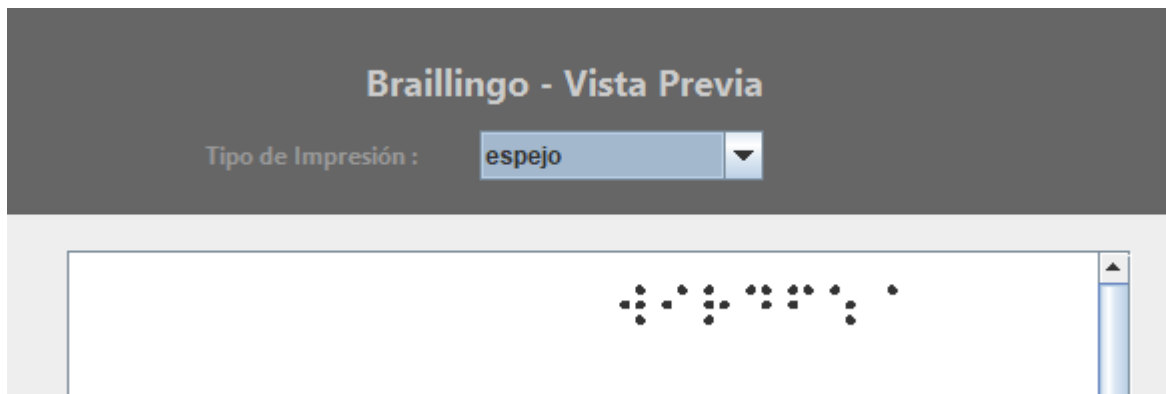 Braillingo - Vista Previa
Tipo de Impresión :
espejo
⠺⠊⠗⠙⠋⠱⠈